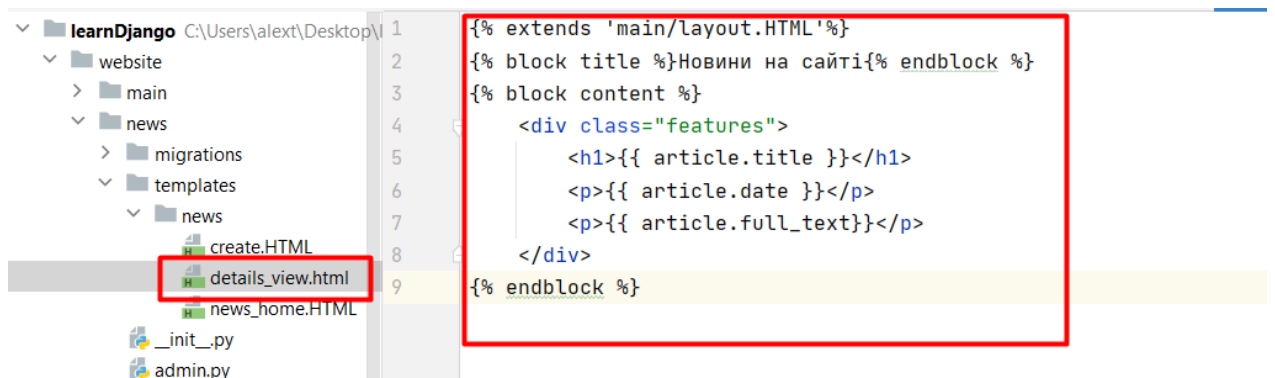 learnDjango C:\Users\alext\Desktop\
website
main
news
migrations
templates
news
create.HTML
details_view.html
news_home.HTML
__init__.py
admin.py
1 {% extends 'main/layout.HTML'%}
2 {% block title %}Новини на сайті{% endblock %}
3 {% block content %}
4 <div class="features">
5 <h1>{{ article.title }}</h1>
6 <p>{{ article.date }}</p>
7 <p>{{ article.full_text}}</p>
8 </div>
9 {% endblock %}